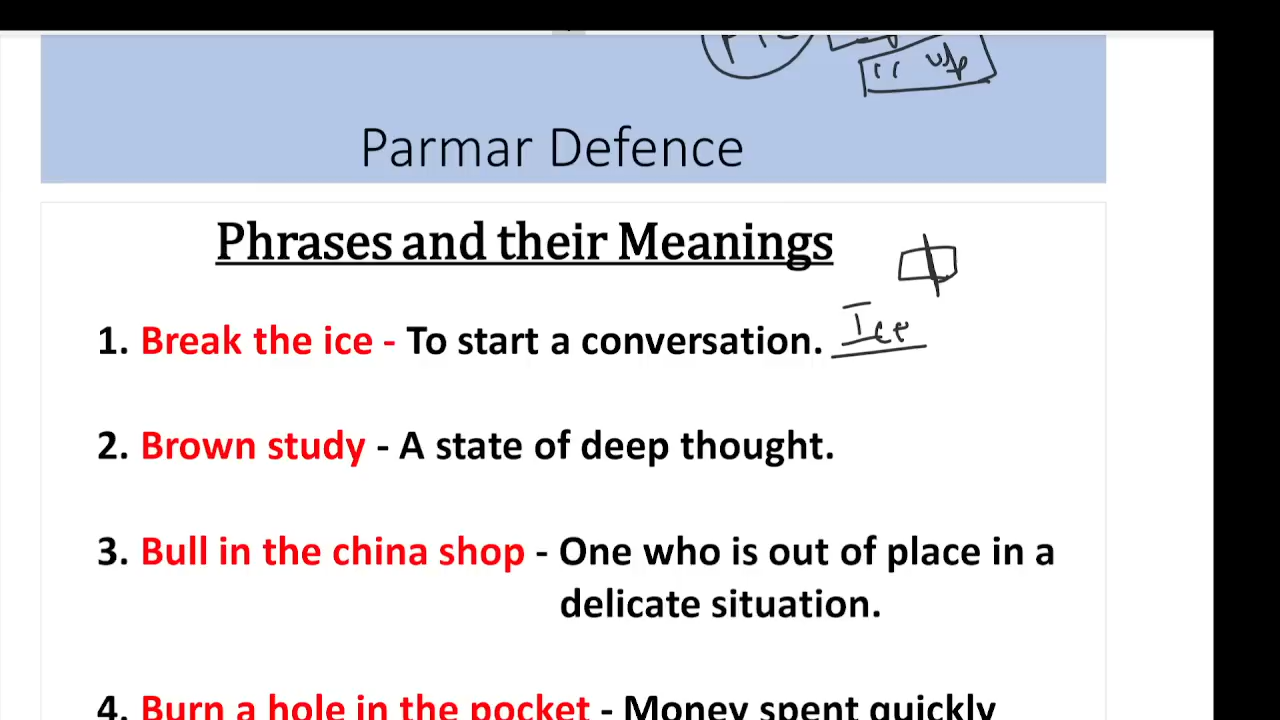 Parmar Defence
Phrases and their Meanings
1. Break the ice - To start a conversation. Ice
2. Brown study - A state of deep thought.
3. Bull in the china shop - One who is out of place in a
delicate situation.
4. Burn a hole in the pocket - Money spent quickly